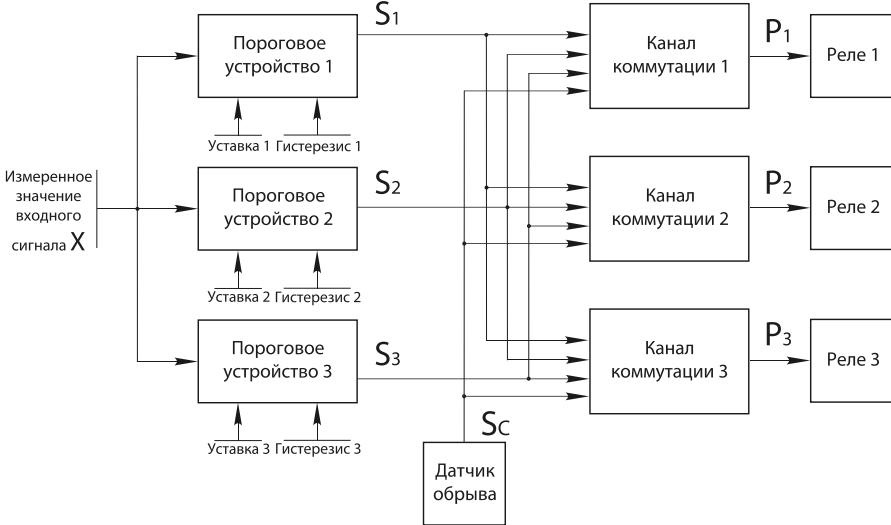 S1
Пороговое
устройство 1
Канал
коммутации 1
P1
Реле 1
Уставка 1
Гистерезис 1
Измеренное
значение
входного
сигнала X
S2
Пороговое
устройство 2
Канал
коммутации 2
P2
Реле 2
Уставка 2
Гистерезис 2
S3
Пороговое
устройство 3
Канал
коммутации 3
P3
Реле 3
Уставка 3
Гистерезис 3
SC
Датчик
обрыва